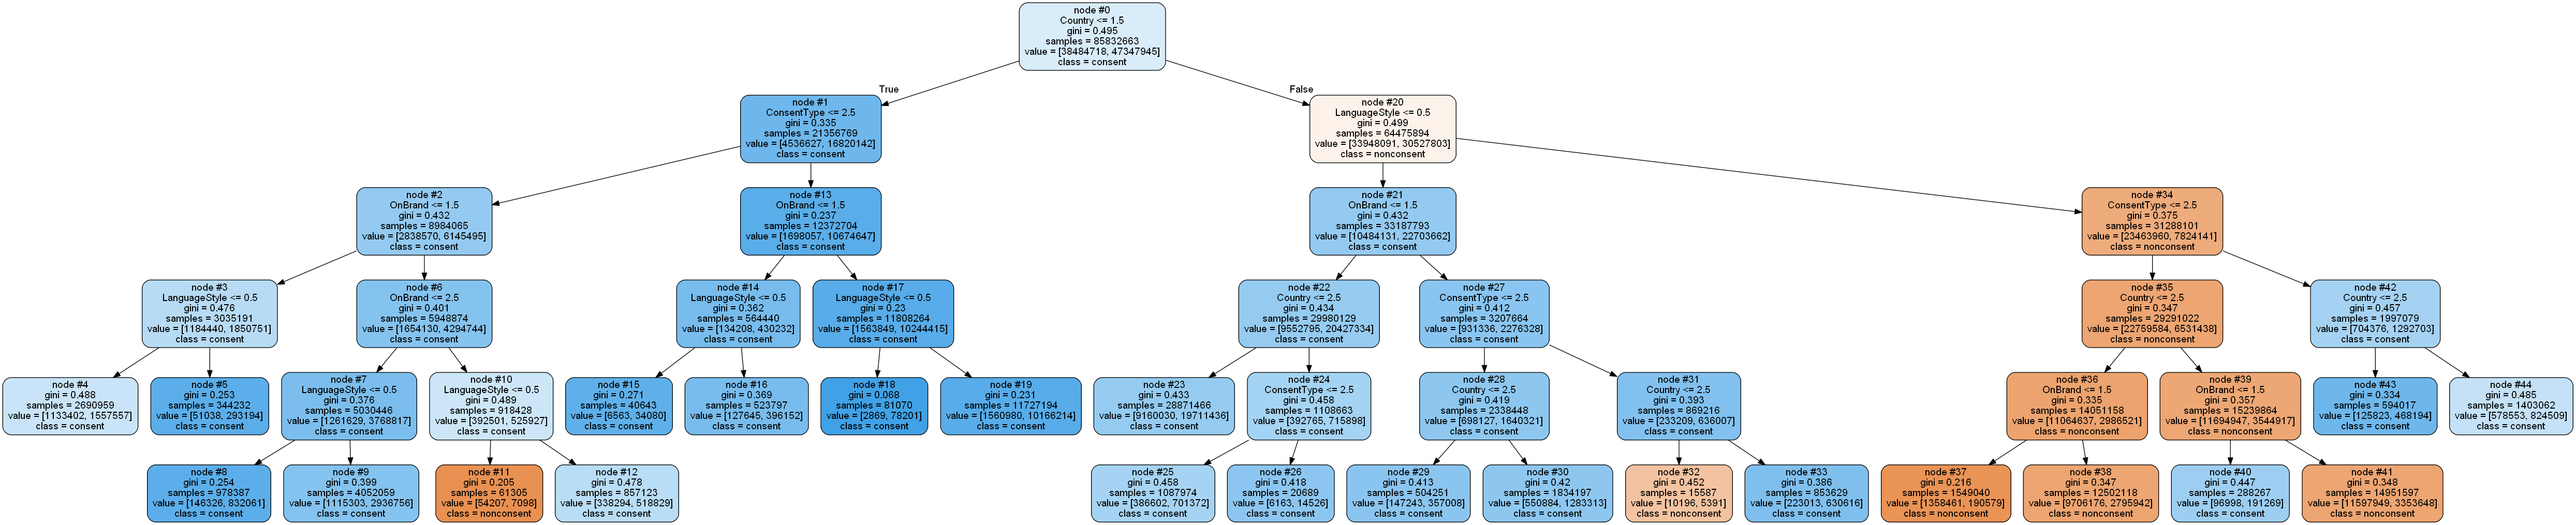 node #0
Country <= 1.5
gini = 0.495
samples = 85832663
value = [38484718, 47347945]
class = consent
True
False
node #1
ConsentType <= 2.5
gini = 0.335
samples = 21356769
value = [4536627, 16820142]
class = consent
node #20
LanguageStyle <= 0.5
gini = 0.499
samples = 64475894
value = [33948091, 30527803]
class = nonconsent
node #2
OnBrand <= 1.5
gini = 0.432
samples = 8984065
value = [2838570, 6145495]
class = consent
node #13
OnBrand <= 1.5
gini = 0.237
samples = 12372704
value = [1698057, 10674647]
class = consent
node #21
OnBrand <= 1.5
gini = 0.432
samples = 33187793
value = [10484131, 22703662]
class = consent
node #34
ConsentType <= 2.5
gini = 0.375
samples = 31288101
value = [23463960, 7824141]
class = nonconsent
node #3
LanguageStyle <= 0.5
gini = 0.476
samples = 3035191
value = [1184440, 1850751]
class = consent
node #6
OnBrand <= 2.5
gini = 0.401
samples = 5948874
value = [1654130, 4294744]
class = consent
node #14
LanguageStyle <= 0.5
gini = 0.362
samples = 564440
value = [134208, 430232]
class = consent
node #17
LanguageStyle <= 0.5
gini = 0.23
samples = 11808264
value = [1563849, 10244415]
class = consent
node #22
Country <= 2.5
gini = 0.434
samples = 29980129
value = [9552795, 20427334]
class = consent
node #27
ConsentType <= 2.5
gini = 0.412
samples = 3207664
value = [931336, 2276328]
class = consent
node #35
Country <= 2.5
gini = 0.347
samples = 29291022
value = [22759584, 6531438]
class = nonconsent
node #42
Country <= 2.5
gini = 0.457
samples = 1997079
value = [704376, 1292703]
class = consent
node #4
gini = 0.488
samples = 2690959
value = [1133402, 1557557]
class = consent
node #5
gini = 0.253
samples = 344232
value = [51038, 293194]
class = consent
node #7
LanguageStyle <= 0.5
gini = 0.376
samples = 5030446
value = [1261629, 3768817]
class = consent
node #10
LanguageStyle <= 0.5
gini = 0.489
samples = 918428
value = [392501, 525927]
class = consent
node #15
gini = 0.271
samples = 40643
value = [6563, 34080]
class = consent
node #16
gini = 0.369
samples = 523797
value = [127645, 396152]
class = consent
node #18
gini = 0.068
samples = 81070
value = [2869, 78201]
class = consent
node #19
gini = 0.231
samples = 11727194
value = [1560980, 10166214]
class = consent
node #23
gini = 0.433
samples = 28871466
value = [9160030, 19711436]
class = consent
node #24
ConsentType <= 2.5
gini = 0.458
samples = 1108663
value = [392765, 715898]
class = consent
node #28
Country <= 2.5
gini = 0.419
samples = 2338448
value = [698127, 1640321]
class = consent
node #31
Country <= 2.5
gini = 0.393
samples = 869216
value = [233209, 636007]
class = consent
node #36
OnBrand <= 1.5
gini = 0.335
samples = 14051158
value = [11064637, 2986521]
class = nonconsent
node #39
OnBrand <= 1.5
gini = 0.357
samples = 15239864
value = [11694947, 3544917]
class = nonconsent
node #43
gini = 0.334
samples = 594017
value = [125823, 468194]
class = consent
node #44
gini = 0.485
samples = 1403062
value = [578553, 824509]
class = consent
node #8
gini = 0.254
samples = 978387
value = [146326, 832061]
class = consent
node #9
gini = 0.399
samples = 4052059
value = [1115303, 2936756]
class = consent
node #11
gini = 0.205
samples = 61305
value = [54207, 7098]
class = nonconsent
node #12
gini = 0.478
samples = 857123
value = [338294, 518829]
class = consent
node #25
gini = 0.458
samples = 1087974
value = [386602, 701372]
class = consent
node #26
gini = 0.418
samples = 20689
value = [6163, 14526]
class = consent
node #29
gini = 0.413
samples = 504251
value = [147243, 357008]
class = consent
node #30
gini = 0.42
samples = 1834197
value = [550884, 1283313]
class = consent
node #32
gini = 0.452
samples = 15587
value = [10196, 5391]
class = nonconsent
node #33
gini = 0.386
samples = 853629
value = [223013, 630616]
class = consent
node #37
gini = 0.216
samples = 1549040
value = [1358461, 190579]
class = nonconsent
node #38
gini = 0.347
samples = 12502118
value = [9706176, 2795942]
class = nonconsent
node #40
gini = 0.447
samples = 288267
value = [96998, 191269]
class = consent
node #41
gini = 0.348
samples = 14951597
value = [11597949, 3353648]
class = nonconsent